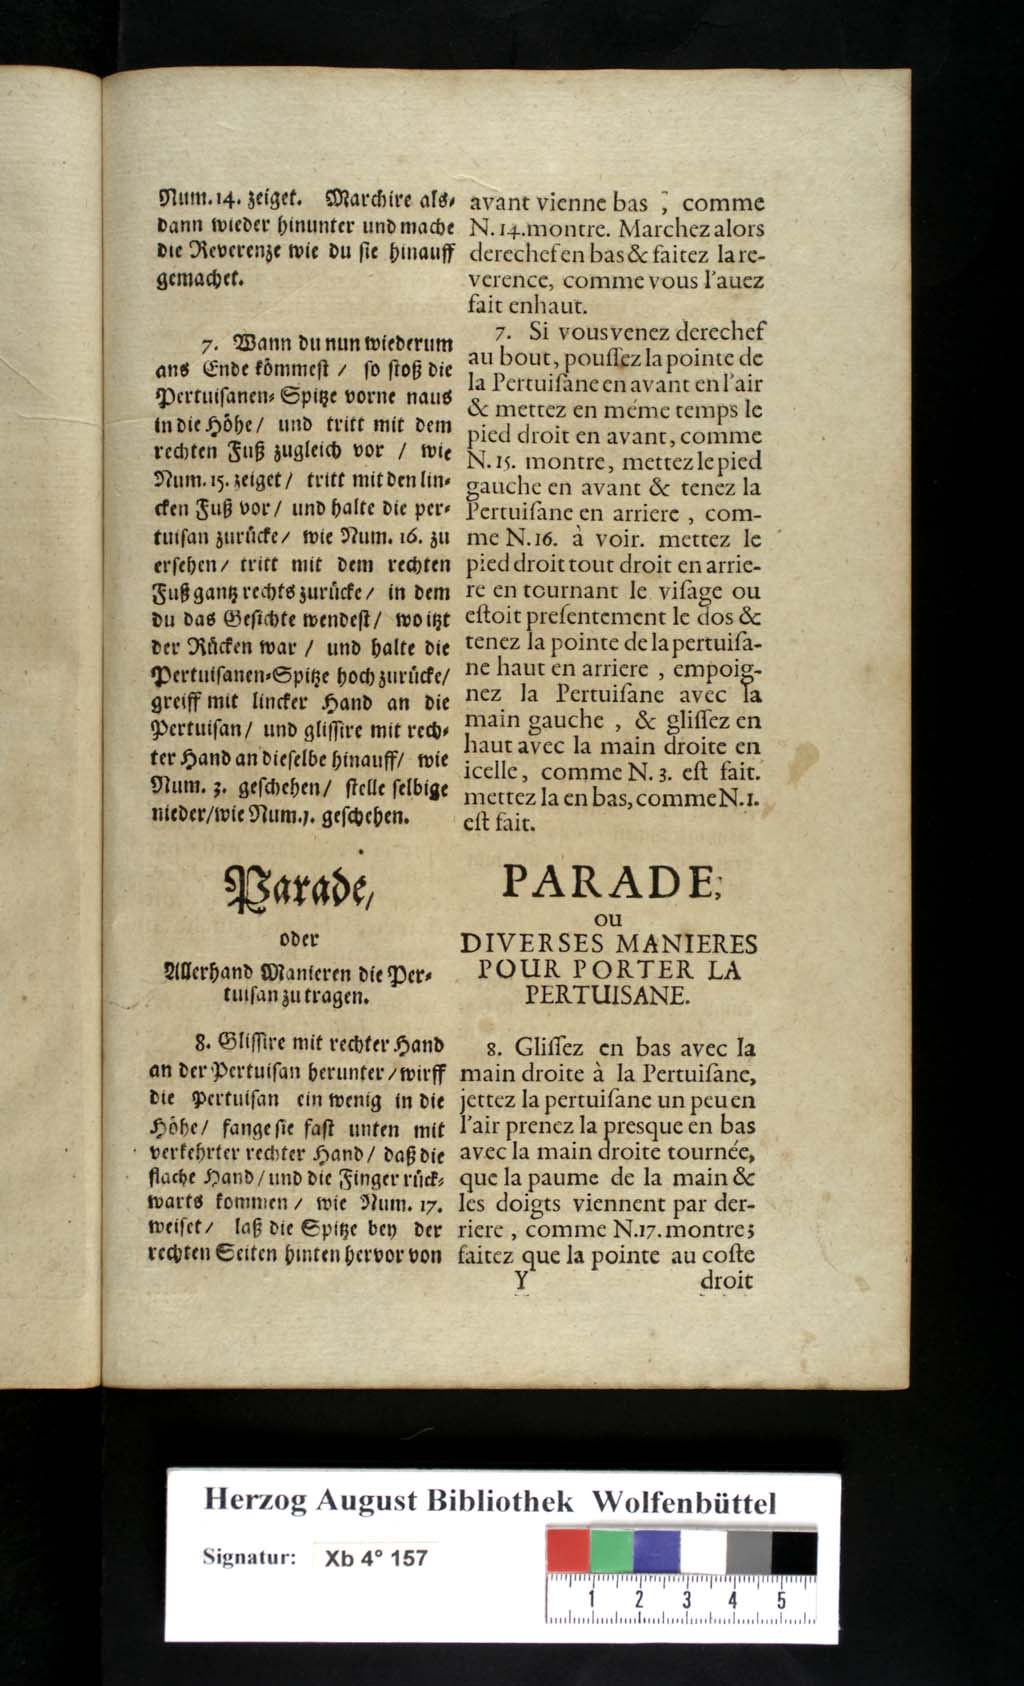 Num. 14. zeiget. Marchire als⸗
dann wieder hinunter und mache
die Reverenze wie du sie hinauff
gemachet.
7. Wann du nun wiederum
ans Ende kömmest / so stoß die
Pertuisanen⸗ Spitze vorne naus
in die Höhe / und tritt mit dem
rechten Fuß zugleich vor / wie
Num. 15. zeiget / tritt mit den lin⸗
cken Fuß vor / und halte die per⸗
tuisan zurücke / wie Num. 16. zu
ersehen / tritt mit dem rechten
Fuß gantz rechts zurücke / in dem
du das Gesichte wendest / wo itzt
der Rücken war / und halte die
Pertuisanen⸗Spitze hoch zurücke /
greiff mit lincker Hand an die
Pertuisan / und glissire mit rech⸗
ter Hand an dieselbe hinauff / wie
Num. 3. geschehen / stelle selbige
nieder / wie Num. 1. geschehen.
Parade,
oder
Allerhand Manieren die Per⸗
tuisan zu tragen.
8. Glissire mit rechter Hand
an der Pertuisan herunter / wirff
die Pertuisan ein wenig in die
Höhe / fange sie fast unten mit
verkehrter rechter Hand / daß die
flache Hand / und die Finger rück⸗
warts kommen / wie Num. 17.
weiset / laß die Spitze bey der
rechten Seiten hinten hervor von
avant vienne bas , comme
N. 14. montre. Marchez alors
derechef en bas & faitez la re-
verence, comme vous l'auez
fait enhaut.
7. Si vous venez derechef
au bout, pouſſez la pointe de
la Pertuiſane en avant en l'air
& mettez en méme temps le
pied droit en avant, comme
N. 15. montre, mettez le pied
gauche en avant & tenez la
Pertuiſane en arriere , com-
me N. 16. à voir. mettez le
pied droit tout droit en arrie-
re en tournant le viſage ou
eſtoit preſentement le dos &
tenez la pointe de la pertuiſa-
ne haut en arriere , empoig-
nez la Pertuiſane avec la
main gauche , & gliſſez en
haut avec la main droite en
icelle, comme N. 3. eſt fait.
mettez la en bas, comme N. 1.
eſt fait.
PARADE;
OU
DIVERSES MANIERES
POUR PORTER LA
PERTUISANE.
8. Gliſſez en bas avec la
main droite à la Pertuiſane,
jettez la pertuiſane un peu en
l'air prenez la presque en bas
avec la main droite tournée,
que la paume de la main &
les doigts viennent par der-
riere , comme N. 17. montre;
faitez que la pointe au coſte
Y droit
Herzog August Bibliothek Wolfenbüttel
Signatur: Xb 4° 157
1 2 3 4 5